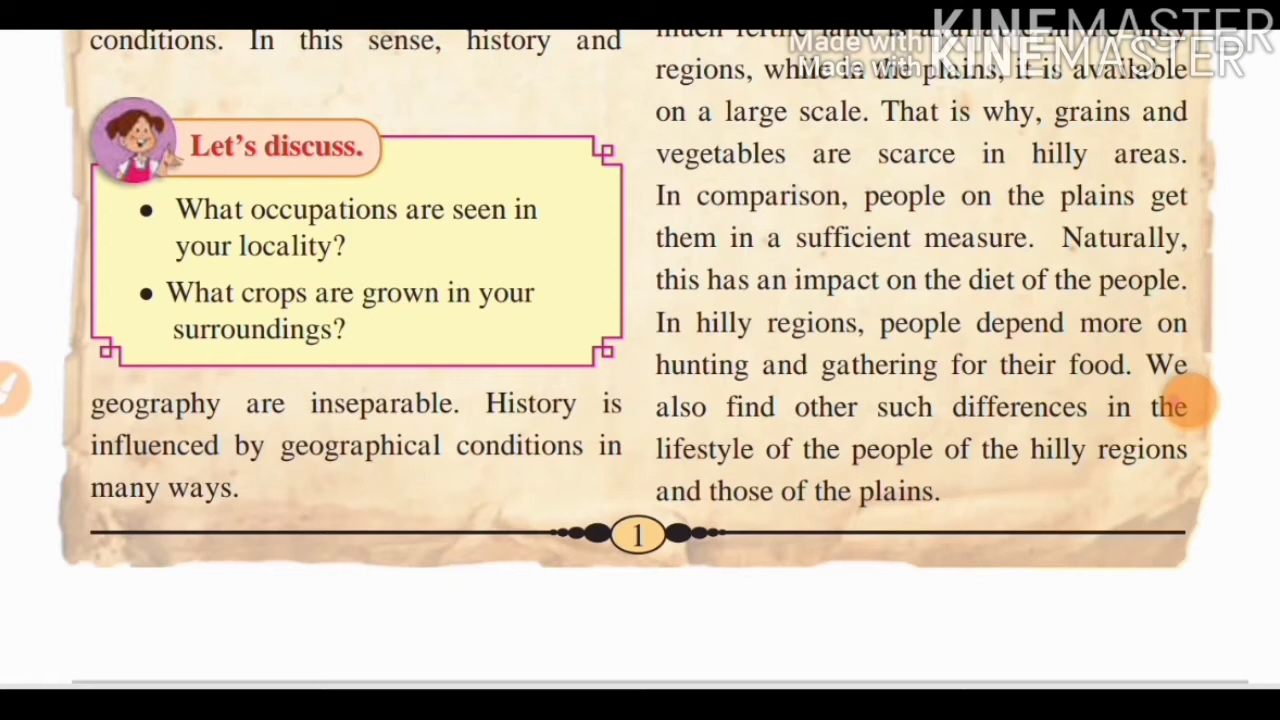 conditions. In this sense, history and
Let's discuss.
● What occupations are seen in
your locality?
● What crops are grown in your
surroundings?
geography are inseparable. History is
influenced by geographical conditions in
many ways.
regions, while in the plains, it is available
on a large scale. That is why, grains and
vegetables are scarce in hilly areas.
In comparison, people on the plains get
them in a sufficient measure. Naturally,
this has an impact on the diet of the people.
In hilly regions, people depend more on
hunting and gathering for their food. We
also find other such differences in the
lifestyle of the people of the hilly regions
and those of the plains.
1
KINEMASTER
Made with KINEMASTER
Made with